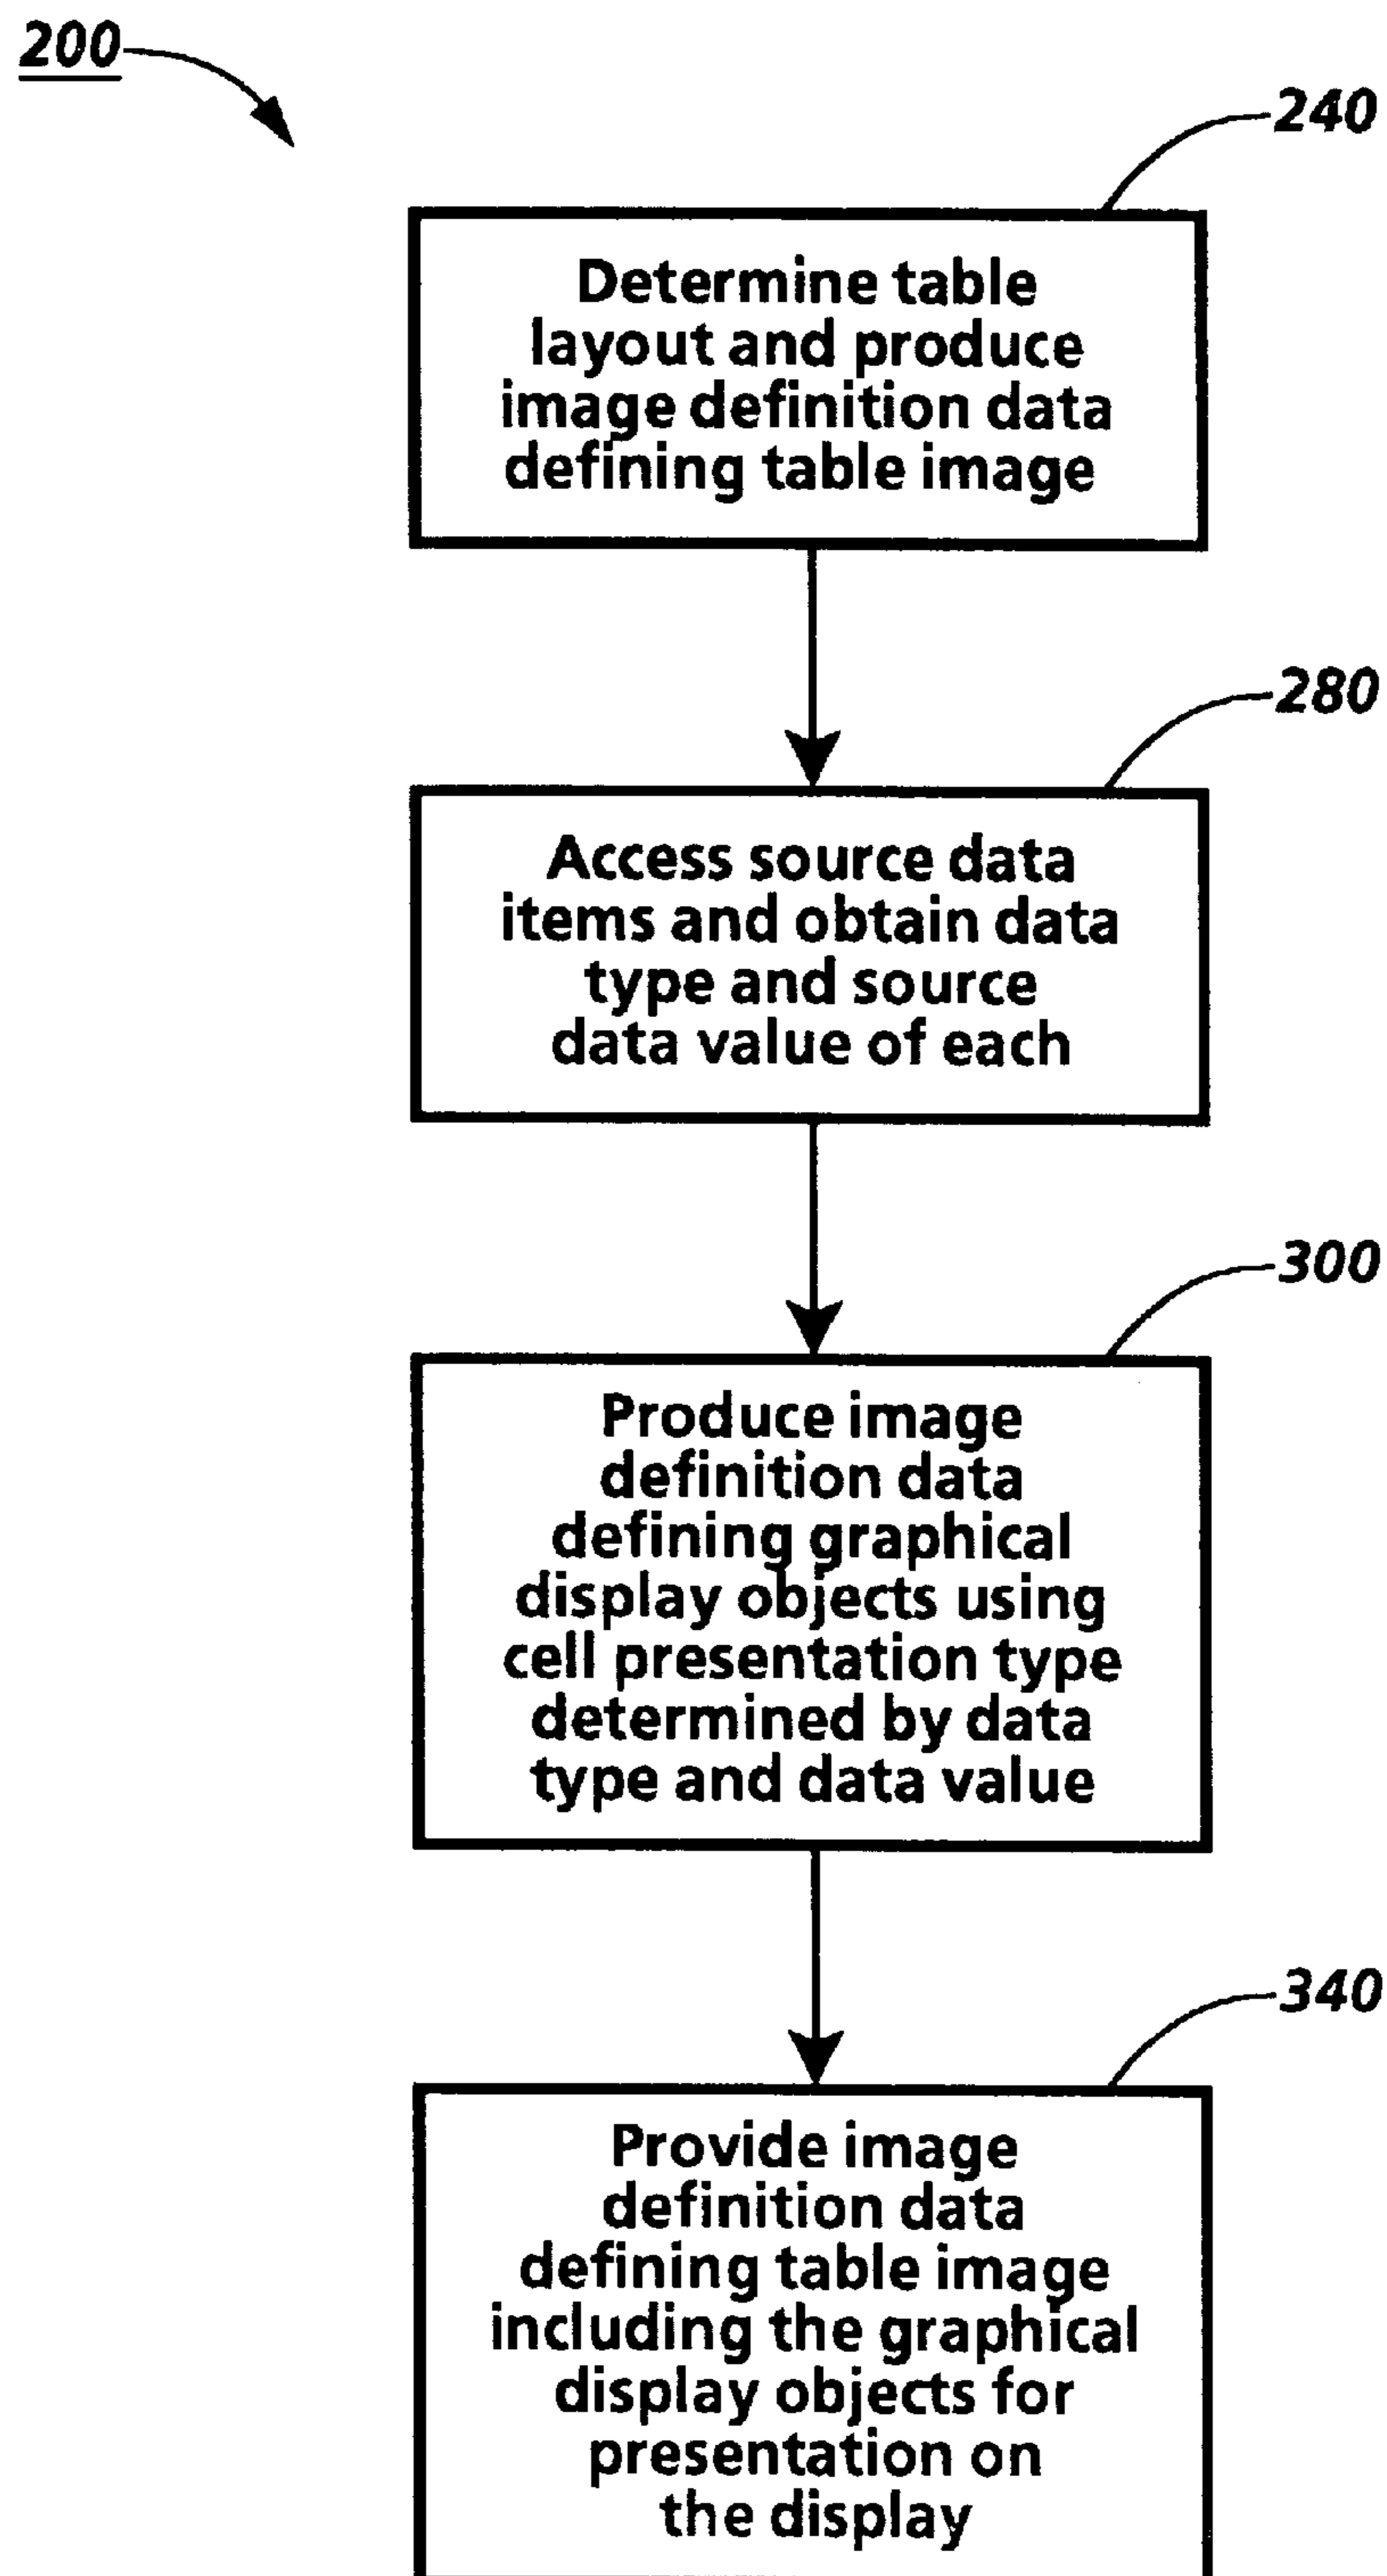 200
240
Determine table
layout and produce
image definition data
defining table image
280
Access source data
items and obtain data
type and source
data value of each
300
Produce image
definition data
defining graphical
display objects using
cell presentation type
determined by data
type and data value
340
Provide image
definition data
defining table image
including the graphical
display objects for
presentation on
the display